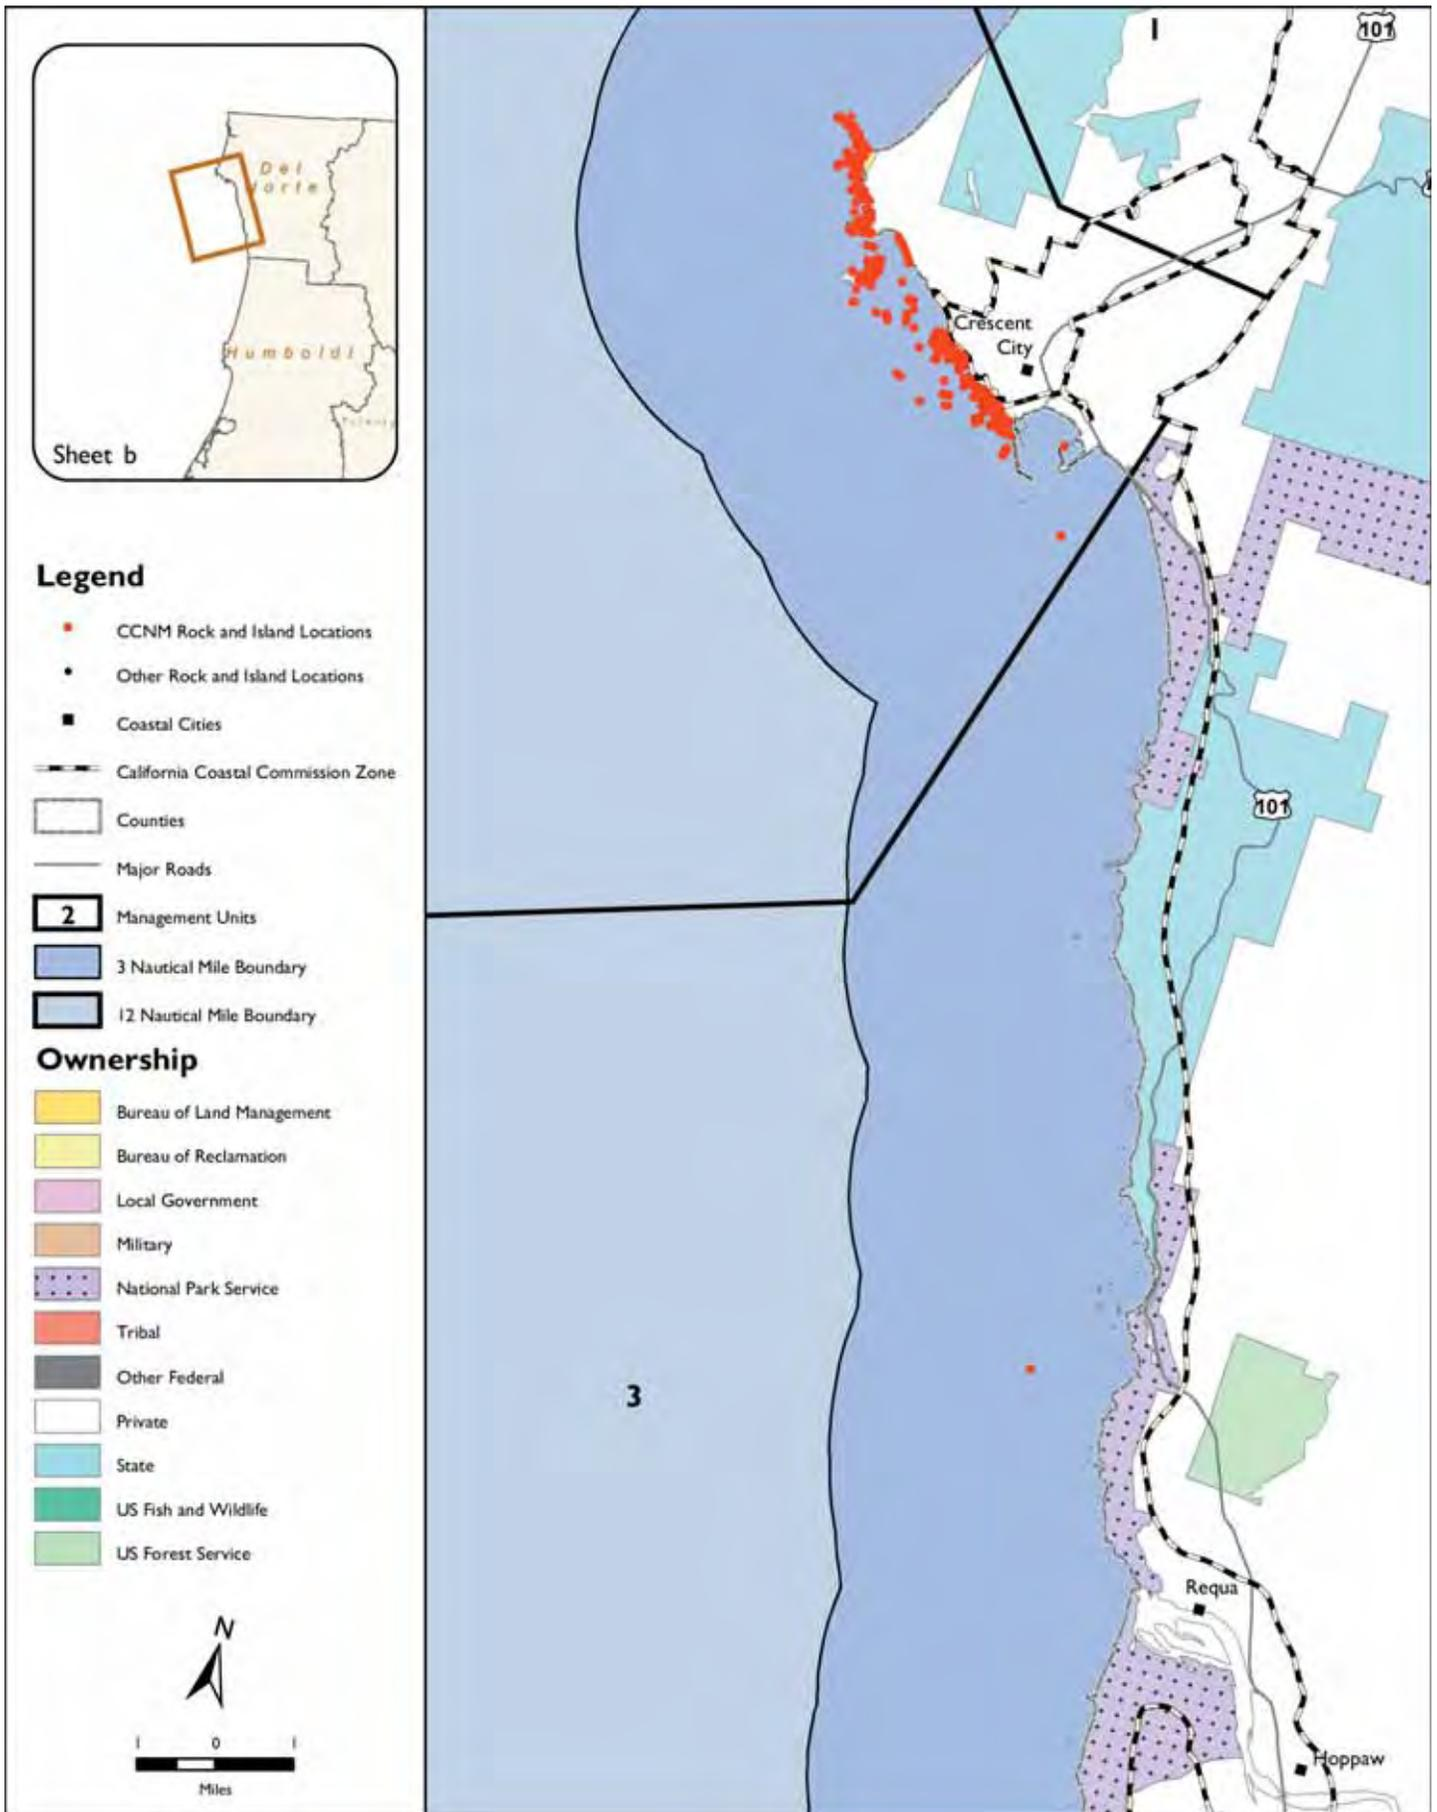 Del
Norte
Humboldt
Sheet b
Legend
CCNM Rock and Island Locations
Other Rock and Island Locations
Coastal Cities
California Coastal Commission Zone
Counties
Major Roads
2
Management Units
3 Nautical Mile Boundary
12 Nautical Mile Boundary
Ownership
Bureau of Land Management
Bureau of Reclamation
Local Government
Military
National Park Service
Tribal
Other Federal
Private
State
US Fish and Wildlife
US Forest Service
N
1 0 1
Miles
1
101
Crescent
City
101
3
Requa
Hoppaw